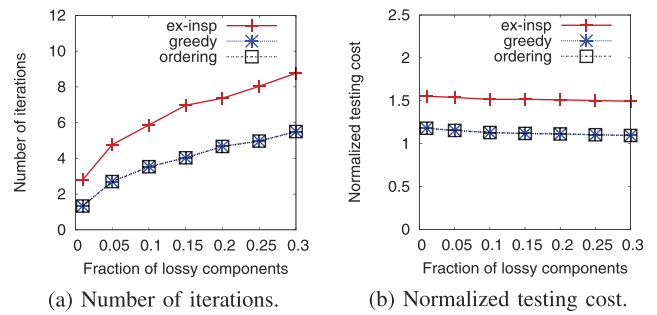 12
10
8
6
4
2
0
Number of iterations
ex-insp
greedy
ordering
0 0.05 0.1 0.15 0.2 0.25 0.3
Fraction of lossy components
(a) Number of iterations.
2.5
2
1.5
1
0.5
0
Normalized testing cost
ex-insp
greedy
ordering
0 0.05 0.1 0.15 0.2 0.25 0.3
Fraction of lossy components
(b) Normalized testing cost.